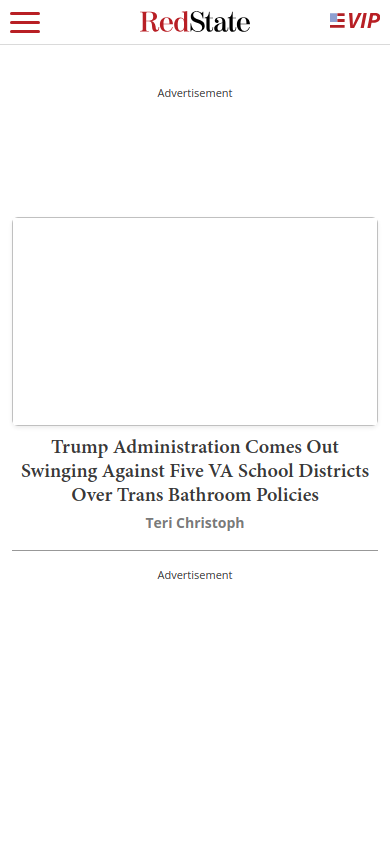 RedState
VIP
Advertisement
Trump Administration Comes Out
Swinging Against Five VA School Districts
Over Trans Bathroom Policies
Teri Christoph
Advertisement